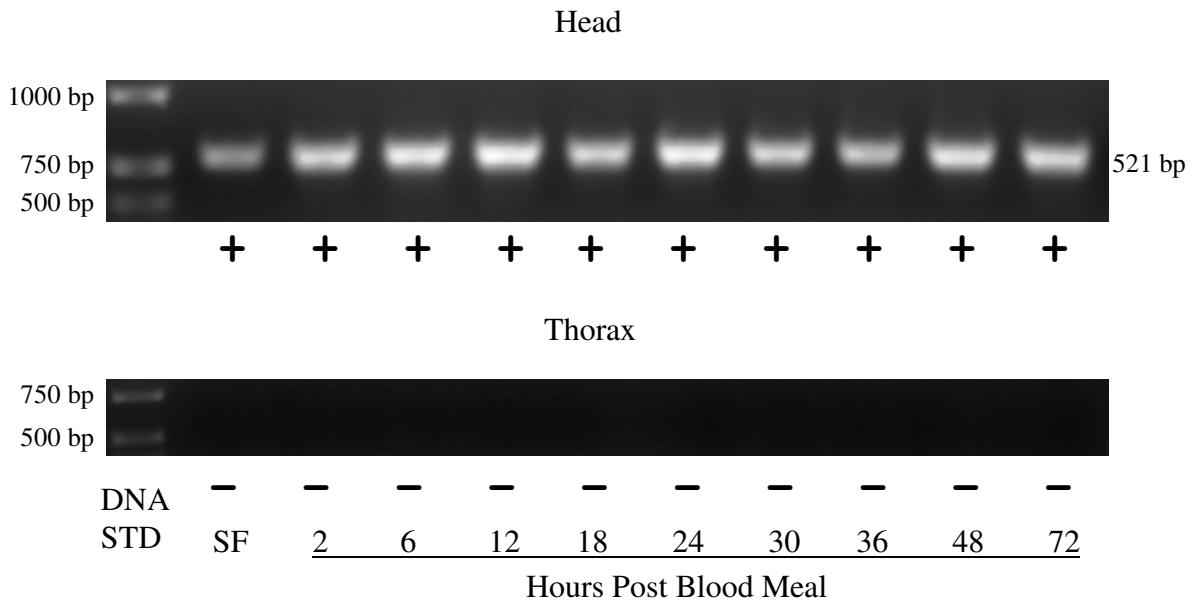 Head
1000 bp
750 bp
500 bp
521 bp
+ + + + + + + + + +
Thorax
750 bp
500 bp
− − − − − − − − − −
DNA
STD SF 2 6 12 18 24 30 36 48 72
Hours Post Blood Meal